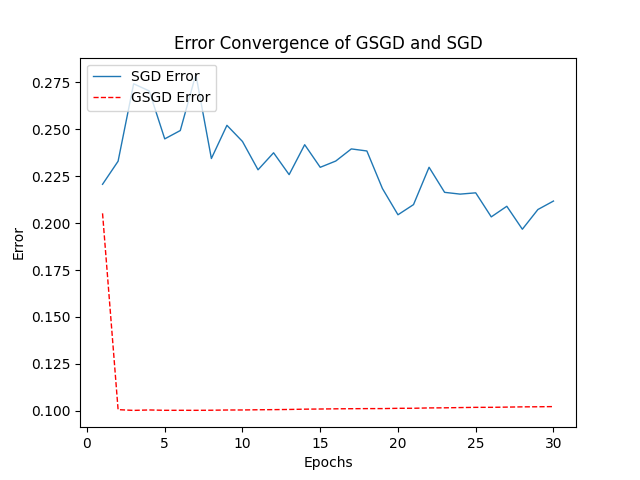 Error Convergence of GSGD and SGD
SGD Error
GSGD Error
0.275
0.250
0.225
0.200
0.175
0.150
0.125
0.100
Error
0 5 10 15 20 25 30
Epochs